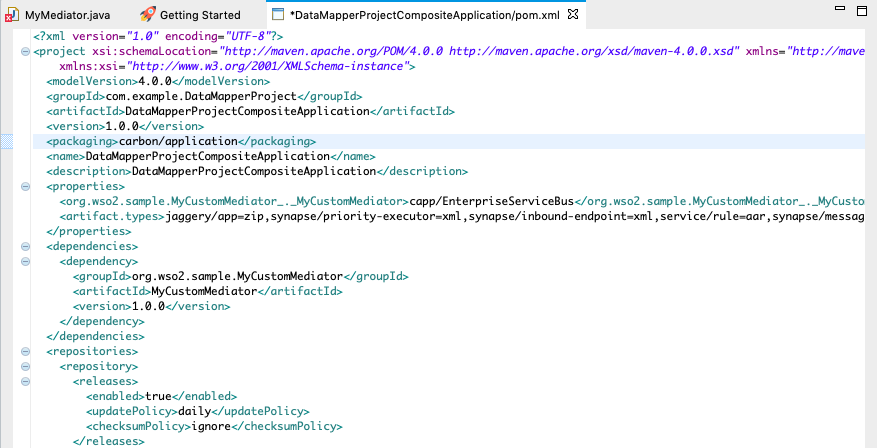 MyMediator.java
Getting Started
*DataMapperProjectCompositeApplication/pom.xml
<?xml version="1.0" encoding="UTF-8"?>
<project xsi:schemaLocation="http://maven.apache.org/POM/4.0.0 http://maven.apache.org/xsd/maven-4.0.0.xsd" xmlns="http://mave
xmlns:xsi="http://www.w3.org/2001/XMLSchema-instance">
<modelVersion>4.0.0</modelVersion>
<groupId>com.example.DataMapperProject</groupId>
<artifactId>DataMapperProjectCompositeApplication</artifactId>
<version>1.0.0</version>
<packaging>carbon/application</packaging>
<name>DataMapperProjectCompositeApplication</name>
<description>DataMapperProjectCompositeApplication</description>
<properties>
<org.wso2.sample.MyCustomMediator_._MyCustomMediator>capp/EnterpriseServiceBus</org.wso2.sample.MyCustomMediator_._MyCusto
<artifact.types>jaggery/app=zip,synapse/priority-executor=xml,synapse/inbound-endpoint=xml,service/rule=aar,synapse/messag
</properties>
<dependencies>
<dependency>
<groupId>org.wso2.sample.MyCustomMediator</groupId>
<artifactId>MyCustomMediator</artifactId>
<version>1.0.0</version>
</dependency>
</dependencies>
<repositories>
<repository>
<releases>
<enabled>true</enabled>
<updatePolicy>daily</updatePolicy>
<checksumPolicy>ignore</checksumPolicy>
</releases>